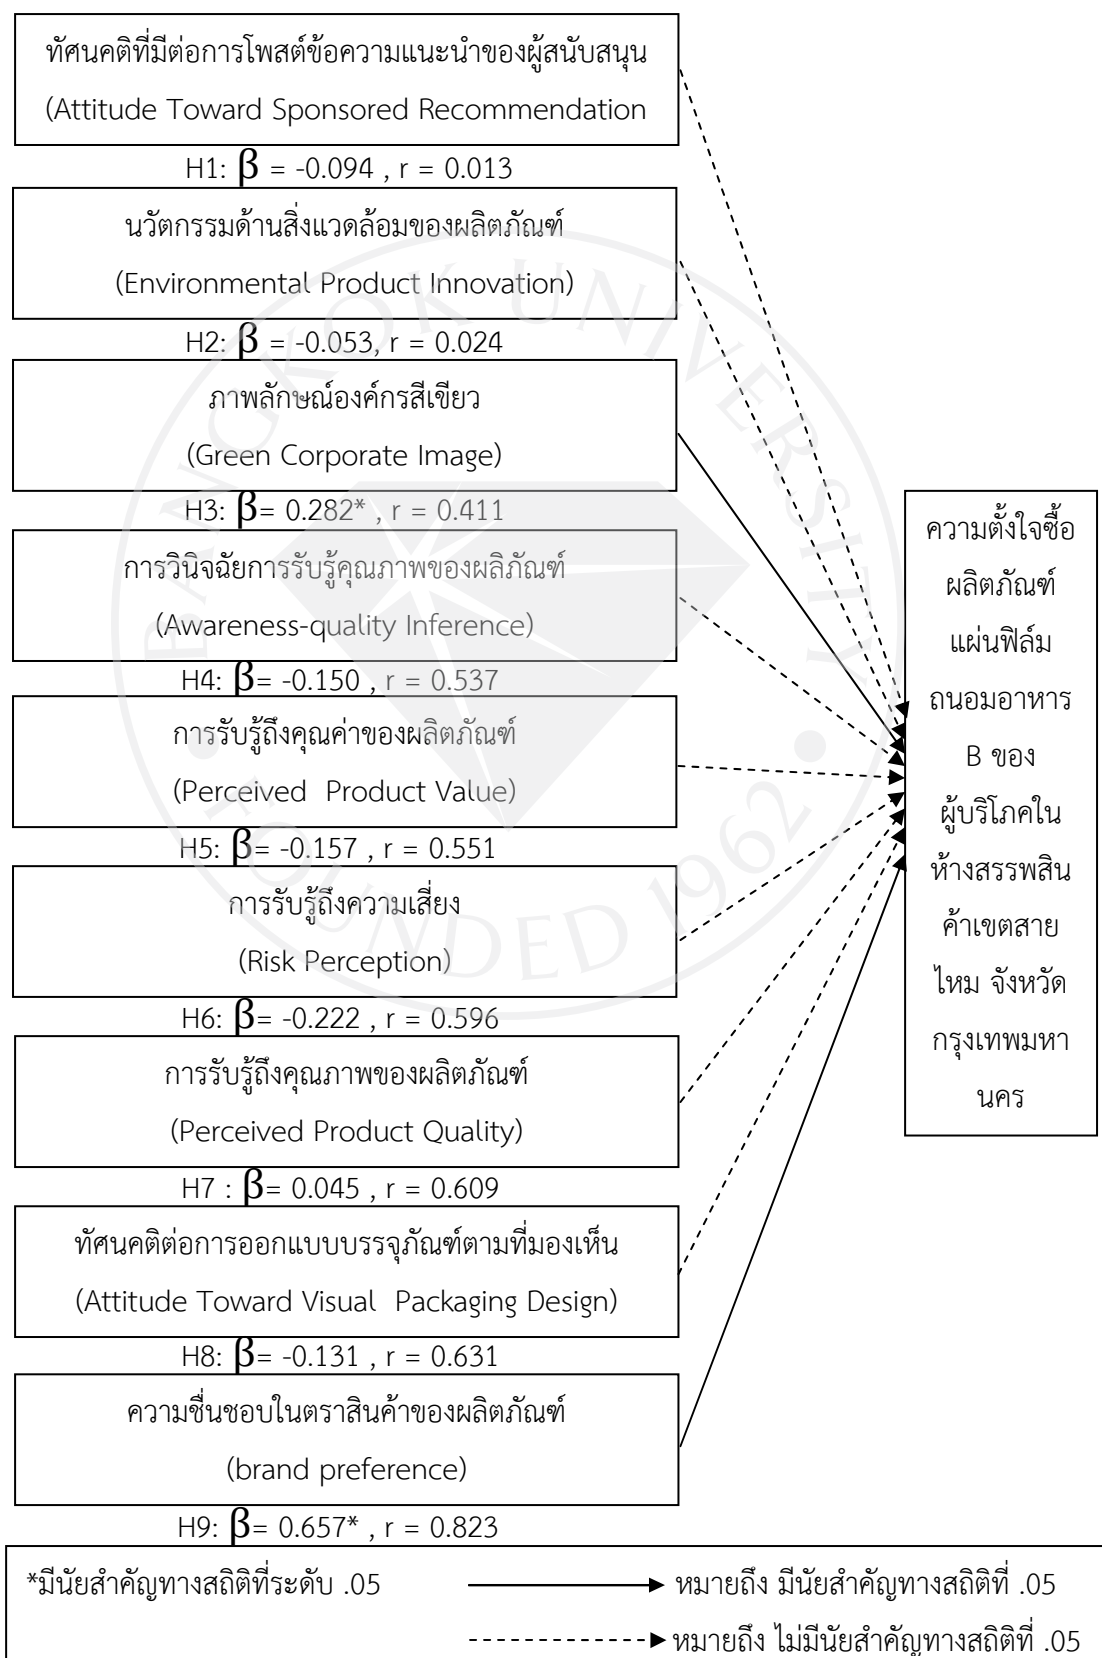 ทัศนคติที่มีต่อการโพสต์ข้อความแนะนำของผู้สนับสนุน
(Attitude Toward Sponsored Recommendation
H1: β = -0.094 , r = 0.013
นวัตกรรมด้านสิ่งแวดล้อมของผลิตภัณฑ์
(Environmental Product Innovation)
H2: β = -0.053, r = 0.024
ภาพลักษณ์องค์กรสีเขียว
(Green Corporate Image)
H3: β= 0.282* , r = 0.411
การวินิจฉัยการรับรู้คุณภาพของผลิภัณฑ์
(Awareness-quality Inference)
H4: β= -0.150 , r = 0.537
การรับรู้ถึงคุณค่าของผลิตภัณฑ์
(Perceived Product Value)
H5: β= -0.157 , r = 0.551
การรับรู้ถึงความเสี่ยง
(Risk Perception)
H6: β= -0.222 , r = 0.596
การรับรู้ถึงคุณภาพของผลิตภัณฑ์
(Perceived Product Quality)
H7 : β= 0.045 , r = 0.609
ทัศนคติต่อการออกแบบบรรจุภัณฑ์ตามที่มองเห็น
(Attitude Toward Visual Packaging Design)
H8: β= -0.131 , r = 0.631
ความชื่นชอบในตราสินค้าของผลิตภัณฑ์
(brand preference)
H9: β= 0.657* , r = 0.823
ความตั้งใจซื้อ
ผลิตภัณฑ์
แผ่นฟิล์ม
ถนอมอาหาร
B ของ
ผู้บริโภคใน
ห้างสรรพสิน
ค้าเขตสาย
ไหม จังหวัด
กรุงเทพมหา
นคร
*มีนัยสำคัญทางสถิติที่ระดับ .05
หมายถึง มีนัยสำคัญทางสถิติที่ .05
หมายถึง ไม่มีนัยสำคัญทางสถิติที่ .05
BANGKOK UNIVERSITY
FOUNDED 1962